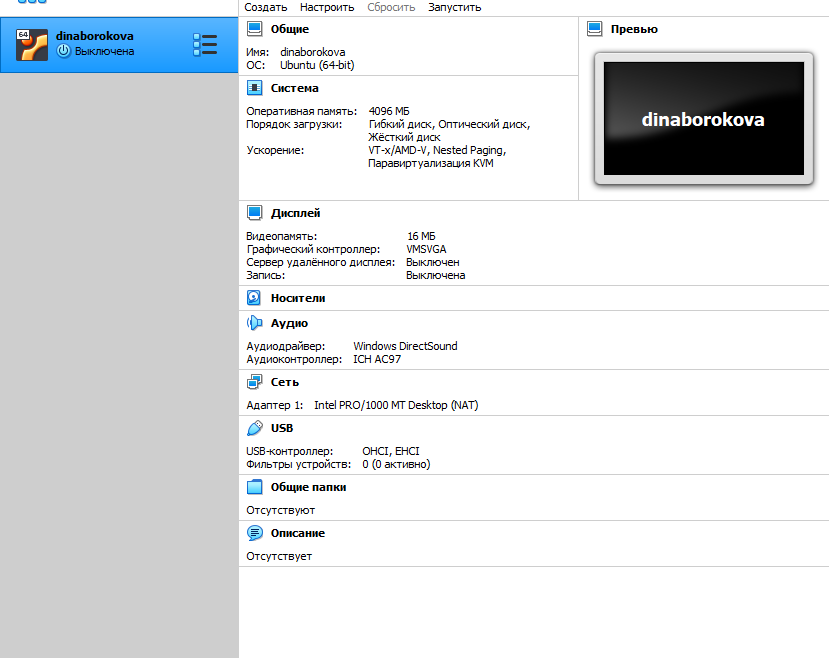 Создать Настроить Сбросить Запустить
64
dinaborokova
Выключена
Общие
Имя: dinaborokova
ОС: Ubuntu (64-bit)
Превью
dinaborokova
Система
Оперативная память: 4096 МБ
Порядок загрузки: Гибкий диск, Оптический диск,
Жёсткий диск
Ускорение: VT-x/AMD-V, Nested Paging,
Паравиртуализация KVM
Дисплей
Видеопамять: 16 МБ
Графический контроллер: VMSVGA
Сервер удалённого дисплея: Выключен
Запись: Выключена
Носители
Аудио
Аудиодрайвер: Windows DirectSound
Аудиоконтроллер: ICH AC97
Сеть
Адаптер 1: Intel PRO/1000 MT Desktop (NAT)
USB
USB-контроллер: OHCI, EHCI
Фильтры устройств: 0 (0 активно)
Общие папки
Отсутствуют
Описание
Отсутствует